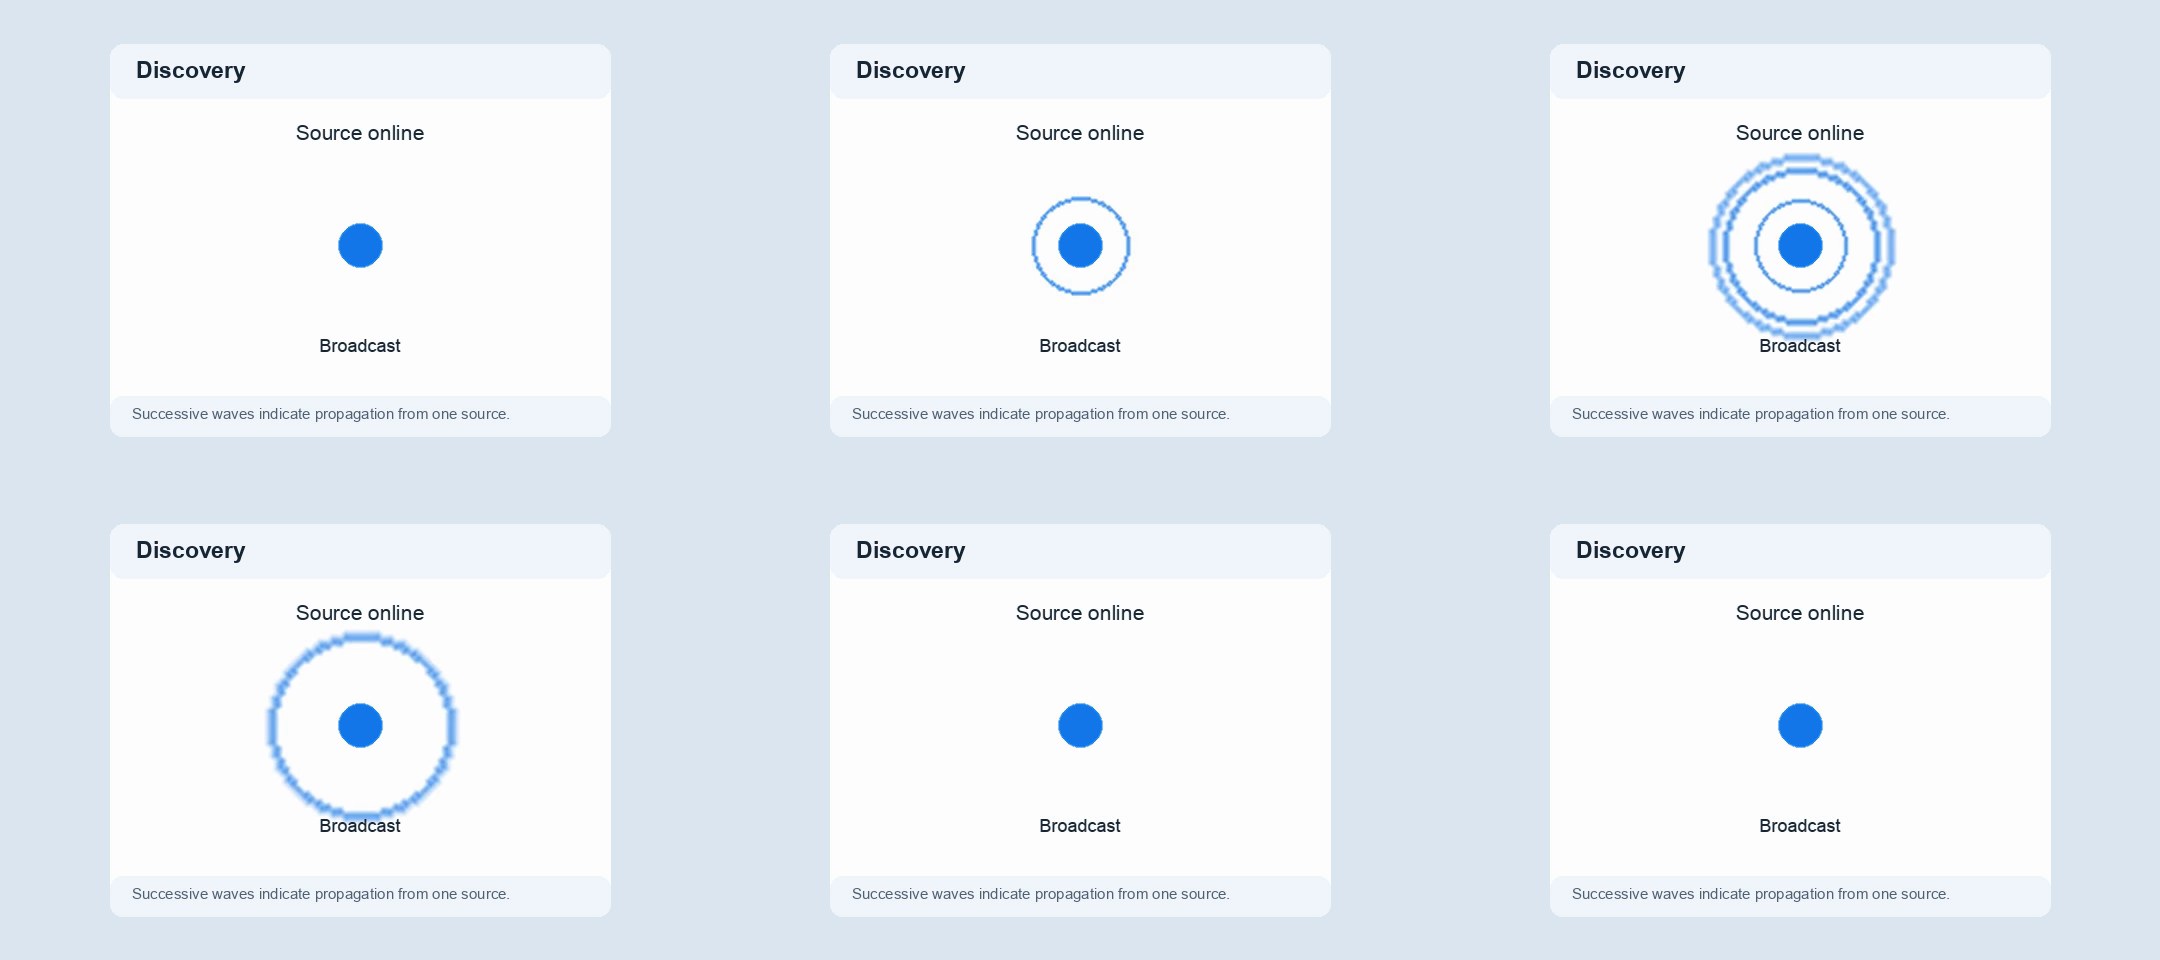 Discovery
Source online
Broadcast
Successive waves indicate propagation from one source.
Discovery
Source online
Broadcast
Successive waves indicate propagation from one source.
Discovery
Source online
Broadcast
Successive waves indicate propagation from one source.
Discovery
Source online
Broadcast
Successive waves indicate propagation from one source.
Discovery
Source online
Broadcast
Successive waves indicate propagation from one source.
Discovery
Source online
Broadcast
Successive waves indicate propagation from one source.